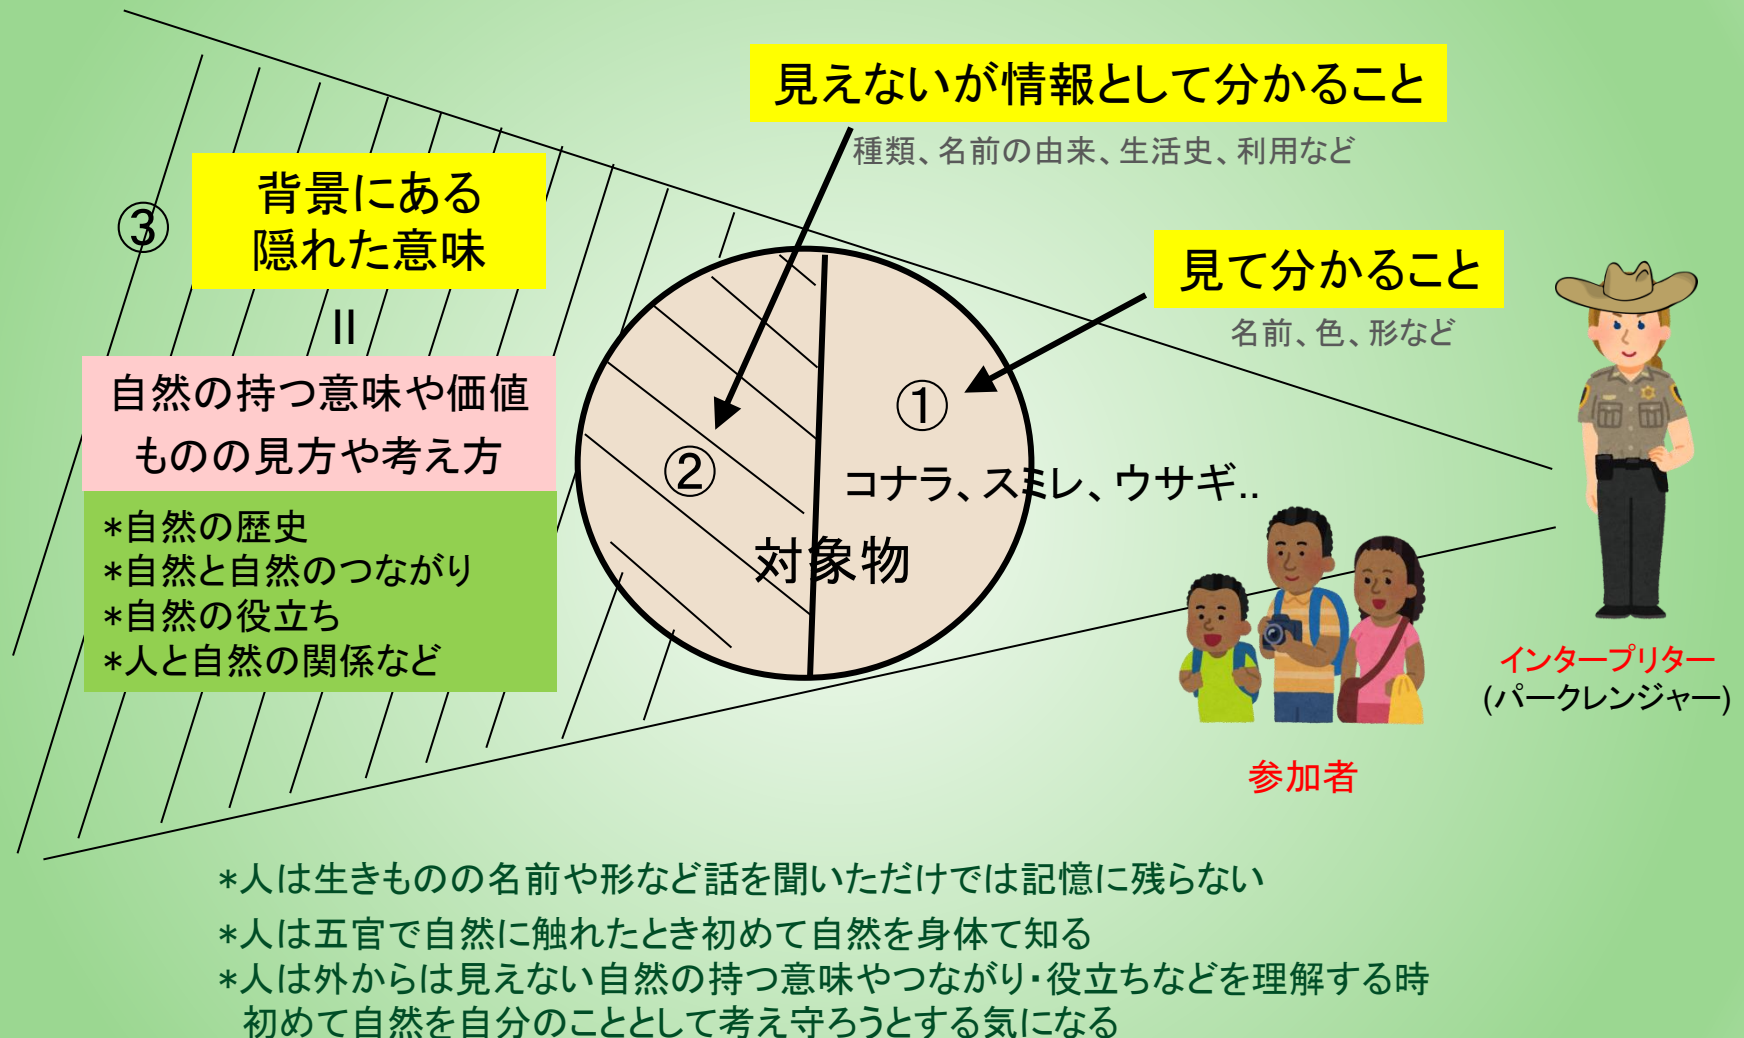 見えないが情報として分かること
種類、名前の由来、生活史、利用など
③
背景にある
隠れた意味
=
自然の持つ意味や価値
ものの見方や考え方
*自然の歴史
*自然と自然のつながり
*自然の役立ち
*人と自然の関係など
見て分かること
名前、色、形など
①
②
コナラ、スミレ、ウサギ..
対象物
インタープリター
(パークレンジャー)
参加者
*人は生きものの名前や形など話を聞いただけでは記憶に残らない
*人は五官で自然に触れたとき初めて自然を身体て知る
*人は外からは見えない自然の持つ意味やつながり・役立ちなどを理解する時
初めて自然を自分のこととして考え守ろうとする気になる